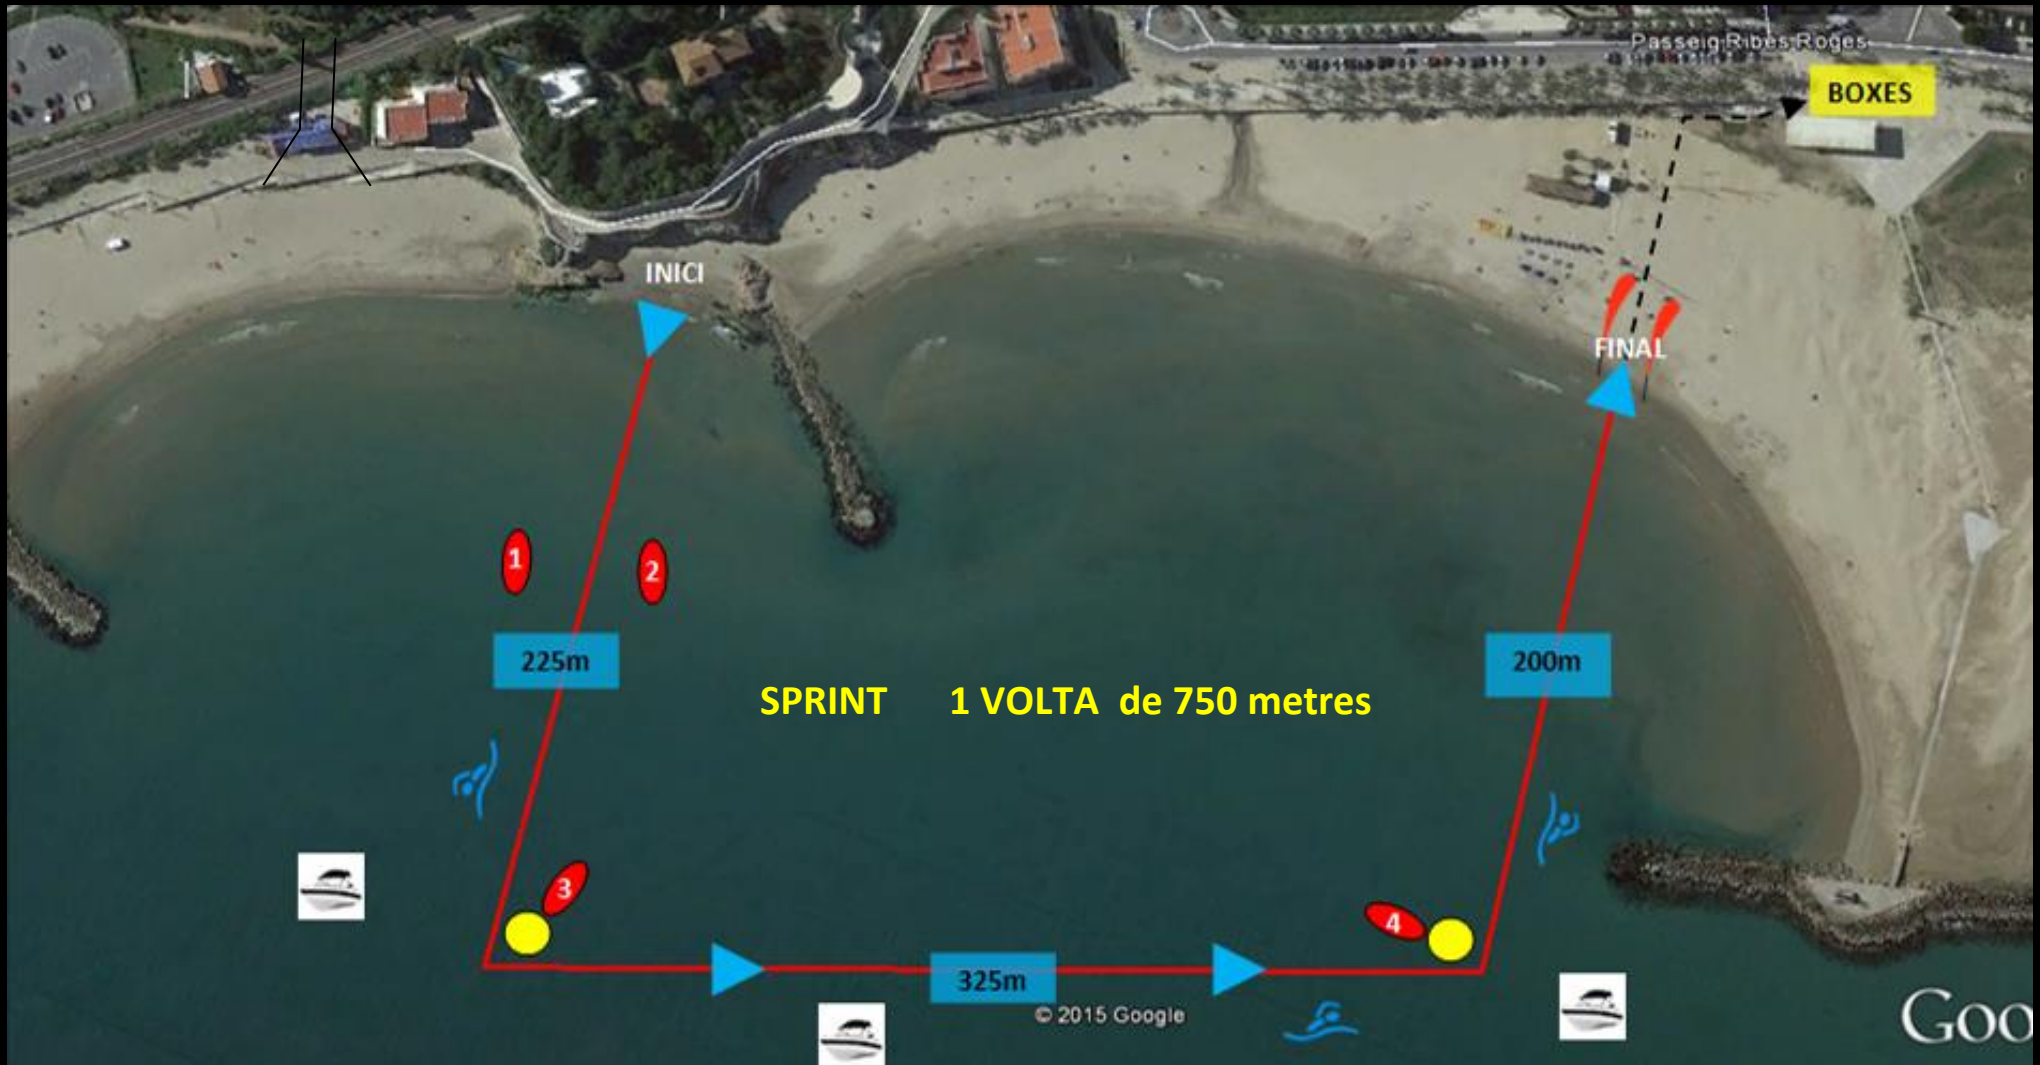 Passeig Ribes Roges
BOXES
INICI
FINAL
1
2
225m
200m
SPRINT 1 VOLTA de 750 metres
3
4
325m
© 2015 Google
Goo